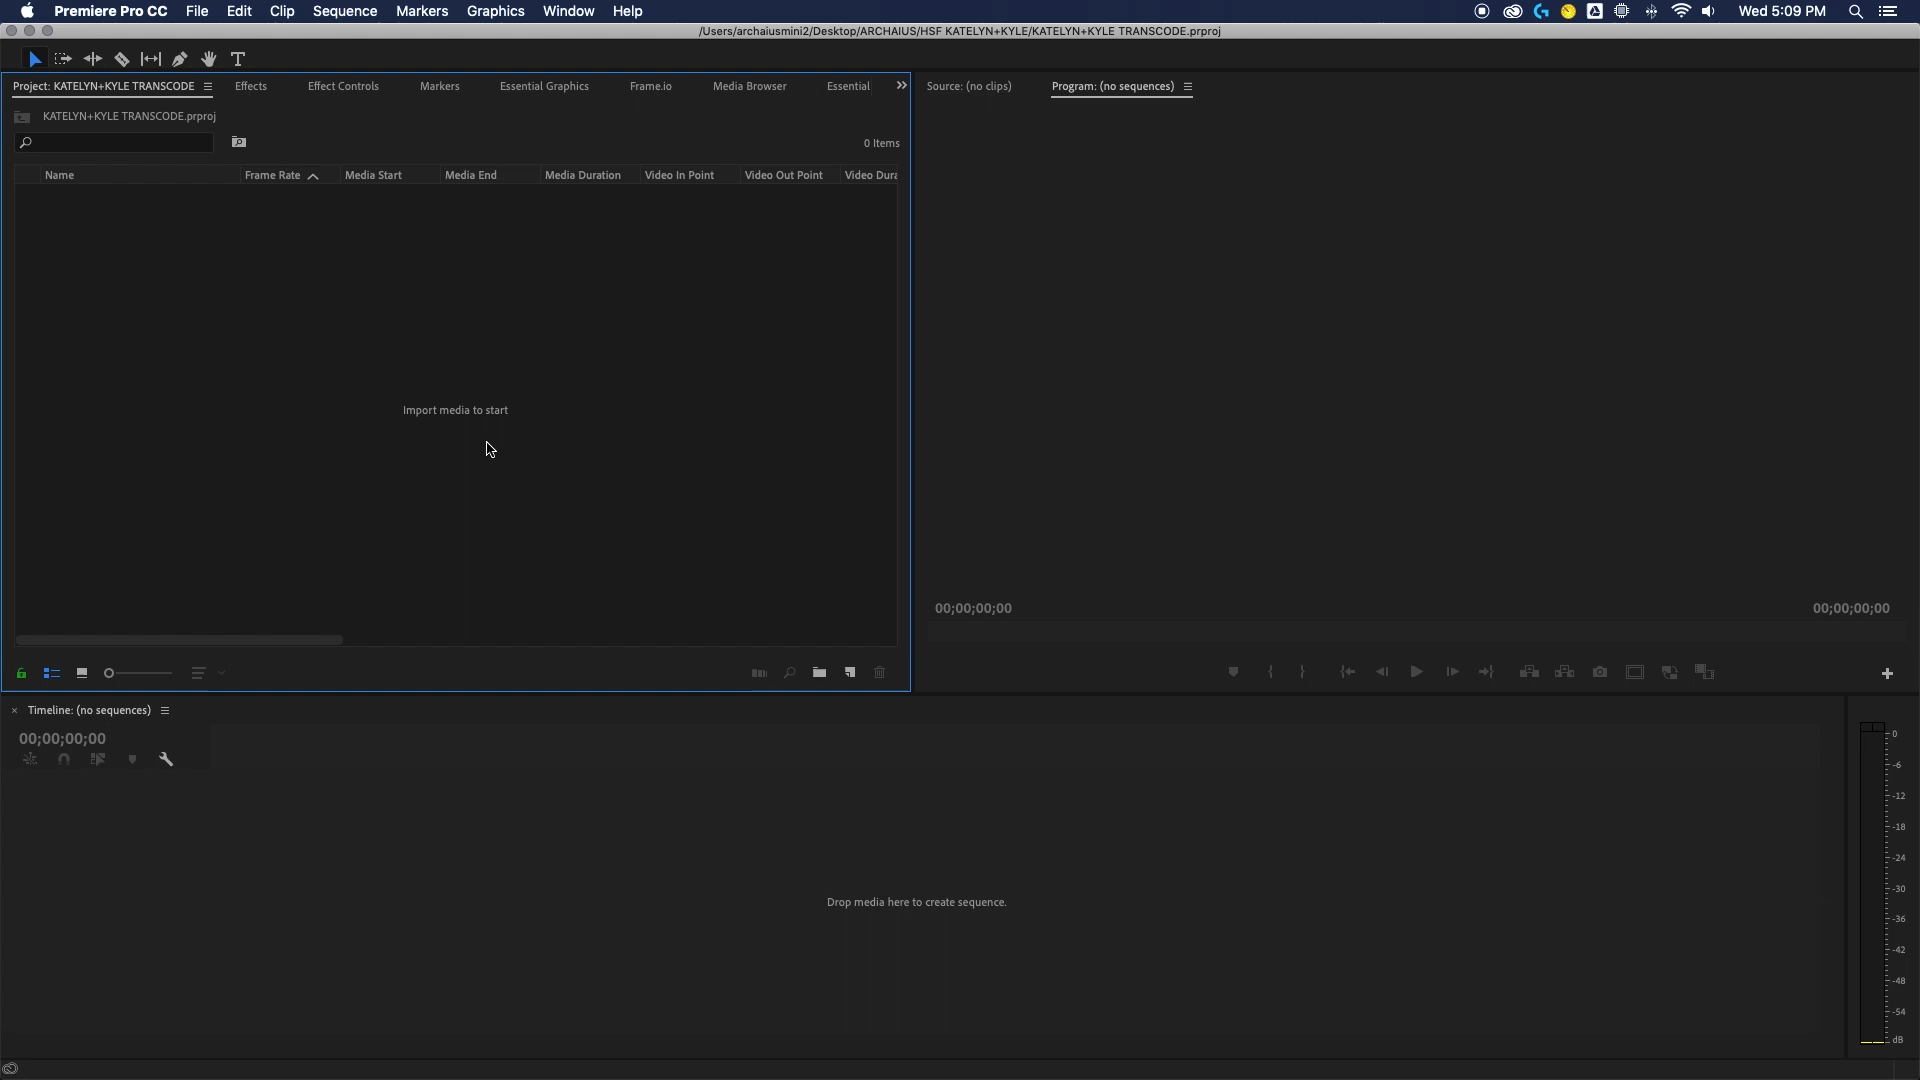 Premiere Pro CC File Edit Clip Sequence Markers Graphics Window Help Wed 5:09 PM
/Users/archaiusmini2/Desktop/ARCHAIUS/HSF KATELYN+KYLE/KATELYN+KYLE TRANSCODE.prproj
Project: KATELYN+KYLE TRANSCODE Effects Effect Controls Markers Essential Graphics Frame.io Media Browser Essential
KATELYN+KYLE TRANSCODE.prproj
0 Items
Name Frame Rate Media Start Media End Media Duration Video In Point Video Out Point Video Dura
Import media to start
Source: (no clips) Program: (no sequences)
00;00;00;00 00;00;00;00
Timeline: (no sequences)
00;00;00;00
Drop media here to create sequence.
0
-6
-12
-18
-24
-30
-36
-42
-48
-54
dB